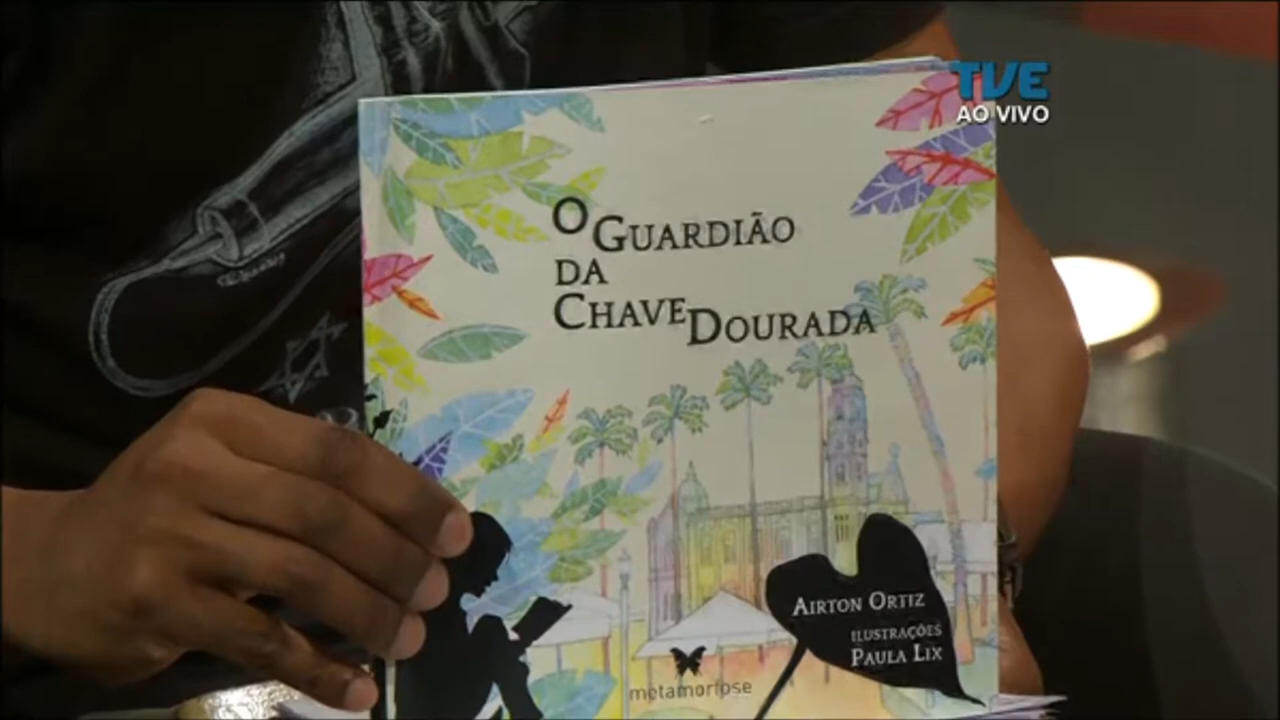 TVE
AO VIVO
O GUARDIÃO
DA
CHAVE DOURADA
AIRTON ORTIZ
ILUSTRAÇÕES
PAULA LIX
metamorfose